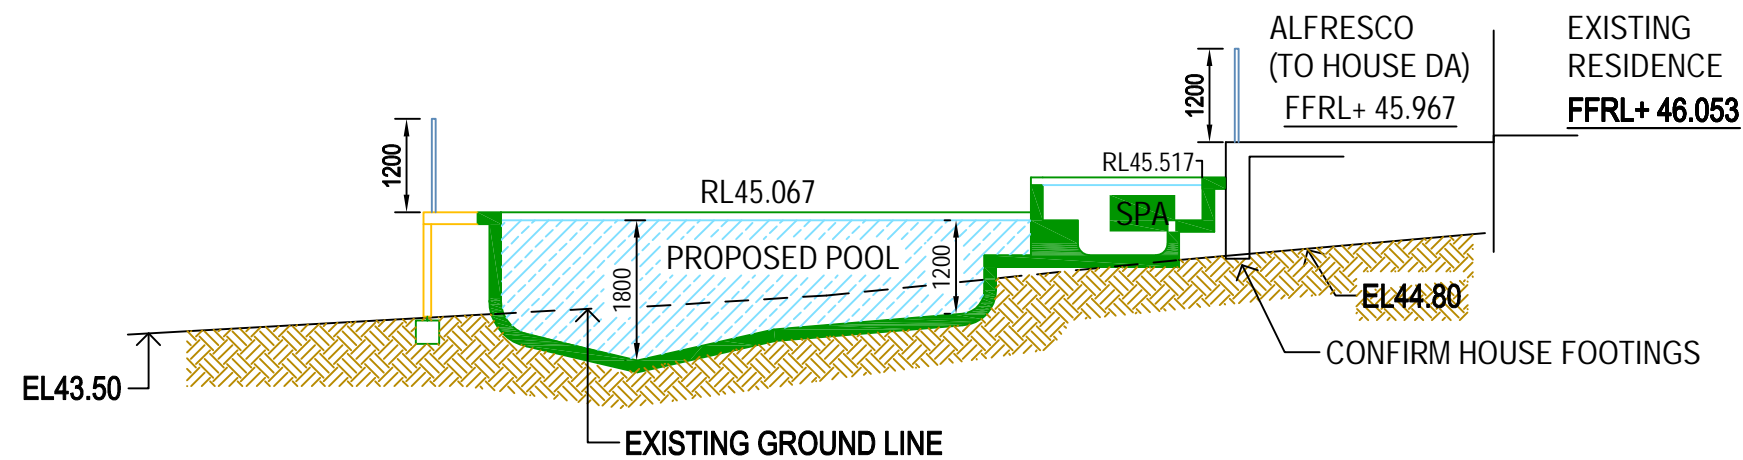 ALFRESCO
(TO HOUSE DA)
FFRL+ 45.967
EXISTING
RESIDENCE
FFRL+ 46.053
1200
1200
RL45.517
RL45.067
SPA
PROPOSED POOL
1800
1200
EL44.80
CONFIRM HOUSE FOOTINGS
EL43.50
EXISTING GROUND LINE